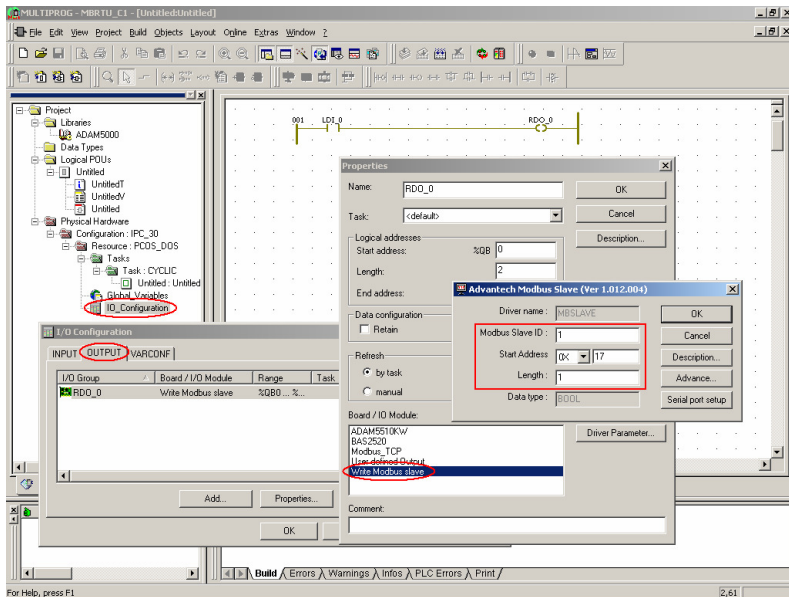 MULTIPROG - MBRTU_C1 - [Untitled:Untitled]
File Edit View Project Build Objects Layout Online Extras Window ?
Project
Libraries
ADAM5000
Data Types
Logical POUs
Untitled
UntitledT
UntitledV
Untitled
Physical Hardware
Configuration : IPC_30
Resource : PCOS_DOS
Tasks
Task : CYCLIC
Untitled : Untitled
Global_Variables
IO_Configuration
001 LDI_0 RDO_0
I/O Configuration
INPUT OUTPUT VARCONF
I/O Group Board / I/O Module Range Task
RDO_0 Write Modbus slave %QB0 ... %...
Add... Properties...
OK
Properties
Name: RDO_0 OK
Task: <default> Cancel
Description...
Logical addresses
Start address: %QB 0
Length: 2
End address:
Data configuration
Retain
Refresh
by task
manual
Board / IO Module:
ADAM5510KW
BAS2520
Modbus_TCP
User defined Output
Write Modbus slave
Driver Parameter...
Comment:
Advantech Modbus Slave (Ver 1.012.004)
Driver name : MBSLAVE OK
Modbus Slave ID : 1 Cancel
Start Address 0X 17 Description...
Length : 1 Advance...
Data type : BOOL Serial port setup
Build Errors Warnings Infos PLC Errors Print
For Help, press F1 2,61